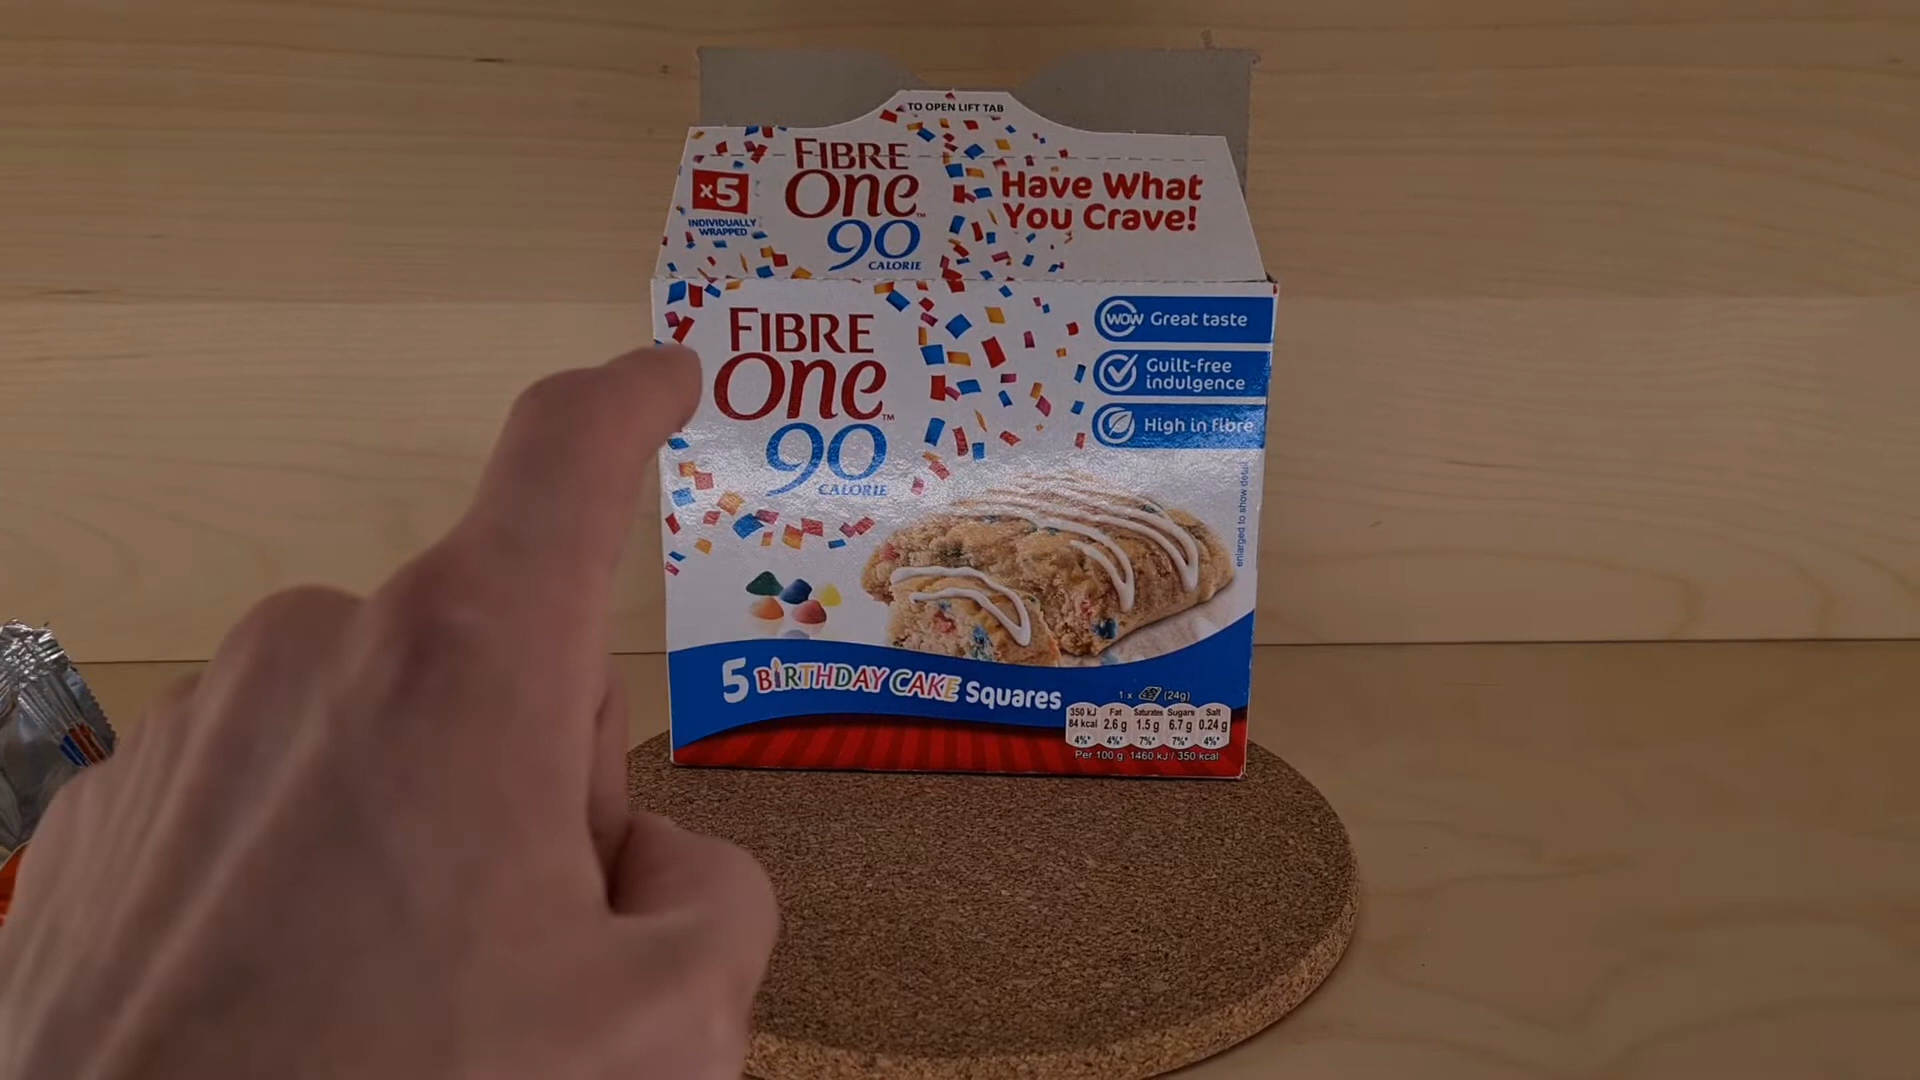 TO OPEN LIFT TAB
x5
INDIVIDUALLY
WRAPPED
FIBRE
One™
90
CALORIE
Have What
You Crave!
FIBRE
One™
90
CALORIE
WOW Great taste
Guilt-free
indulgence
High in fibre
enlarged to show detail
5 BIRTHDAY CAKE Squares
1 x (24g)
350 kJ Fat Saturates Sugars Salt
84 kcal 2.6 g 1.5 g 6.7 g 0.24 g
4%* 4%* 7%* 7%* 4%*
Per 100 g 1460 kJ / 350 kcal